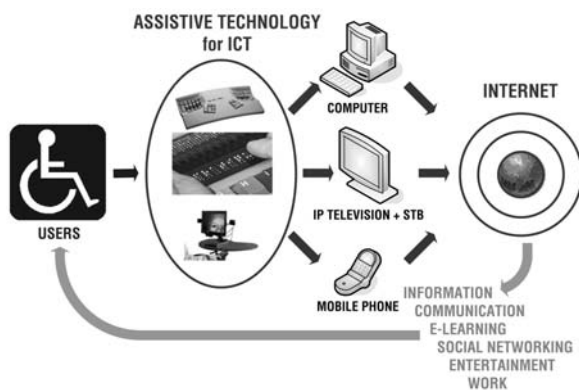 ASSISTIVE TECHNOLOGY
for ICT
COMPUTER
INTERNET
USERS
IP TELEVISION + STB
MOBILE PHONE
INFORMATION
COMMUNICATION
E-LEARNING
SOCIAL NETWORKING
ENTERTAINMENT
WORK